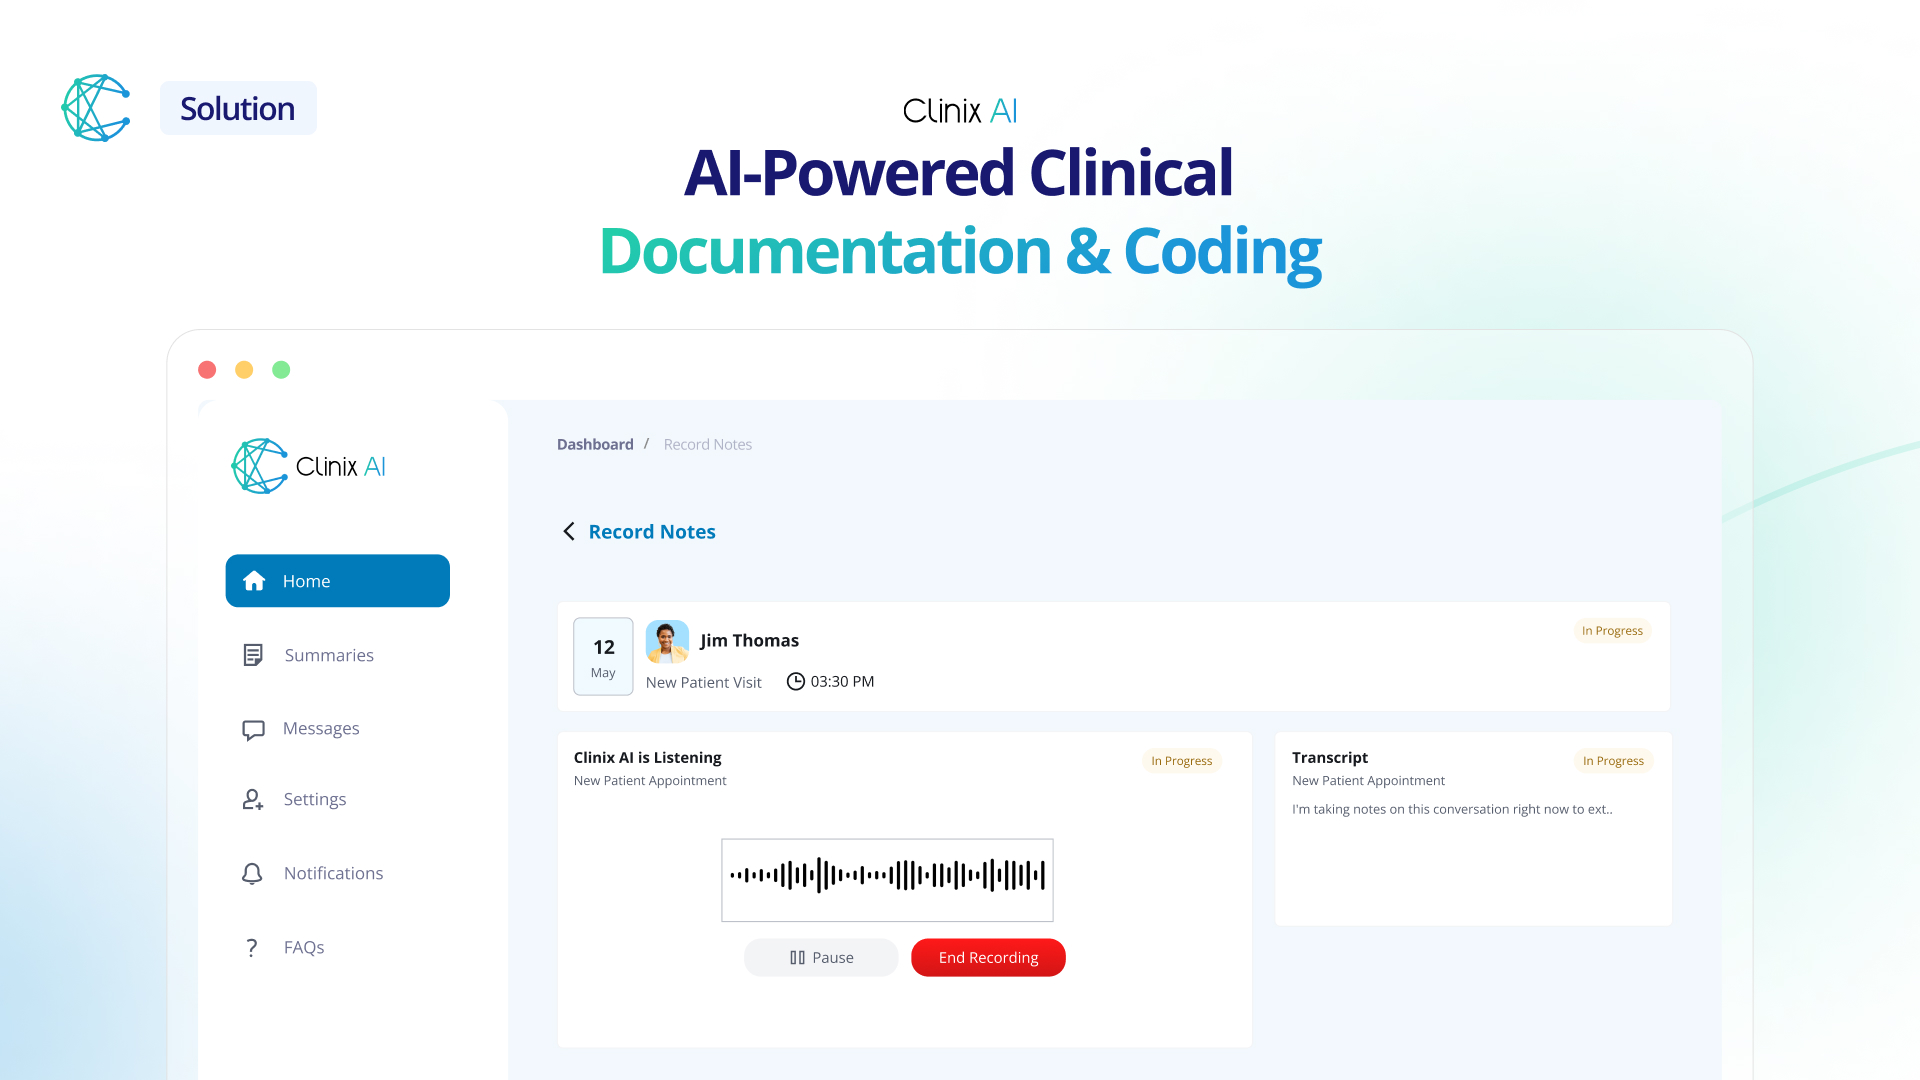 Solution
Clinix AI
AI-Powered Clinical
Documentation & Coding
Clinix AI
Home
Summaries
Messages
Settings
Notifications
? FAQs
Dashboard / Record Notes
Record Notes
12
May
Jim Thomas
New Patient Visit
03:30 PM
In Progress
Clinix AI is Listening
New Patient Appointment
In Progress
Pause
End Recording
Transcript
New Patient Appointment
In Progress
I'm taking notes on this conversation right now to ext..